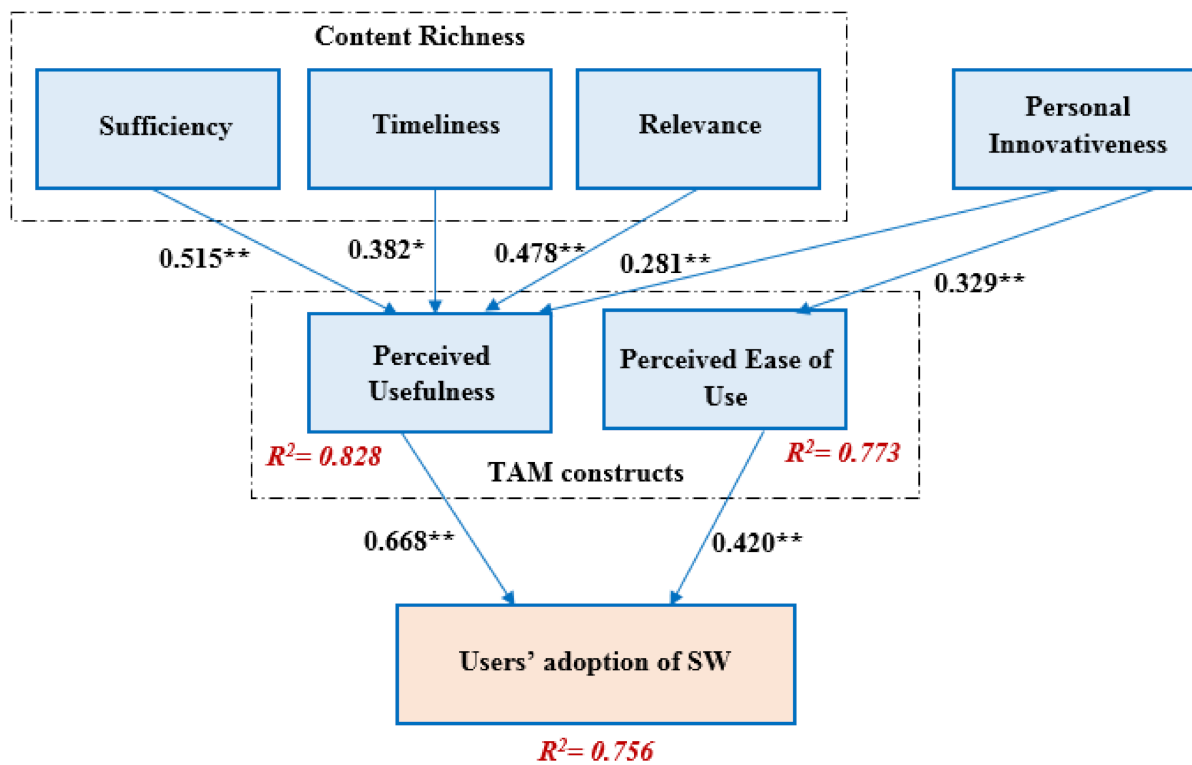 Content Richness
Sufficiency
Timeliness
Relevance
Personal
Innovativeness
0.515**
0.382*
0.478**
0.281**
0.329**
Perceived
Usefulness
Perceived Ease of
Use
R²= 0.828
R²= 0.773
TAM constructs
0.668**
0.420**
Users’ adoption of SW
R²= 0.756